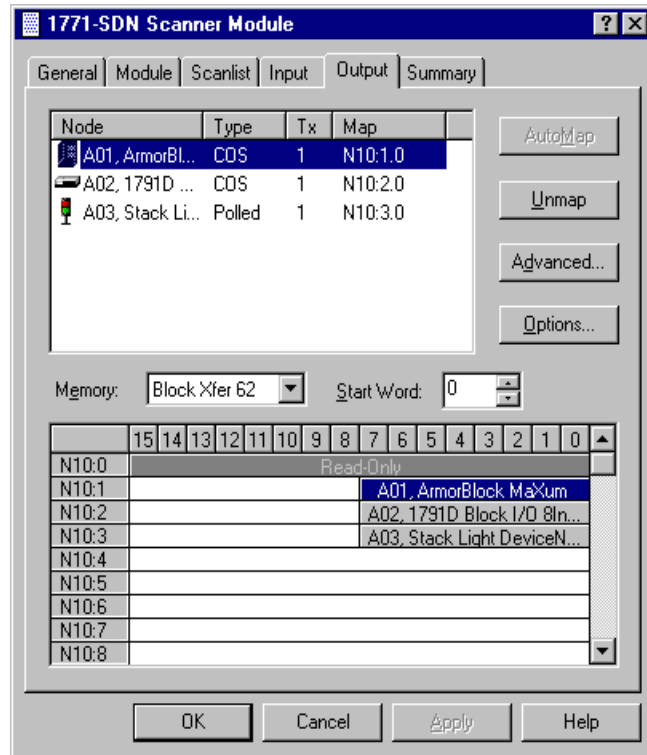 1771-SDN Scanner Module
General Module Scanlist Input Output Summary
Node Type Tx Map
A01, ArmorBl... COS 1 N10:1.0
A02, 1791D ... COS 1 N10:2.0
A03, Stack Li... Polled 1 N10:3.0
AutoMap
Unmap
Advanced...
Options...
Memory: Block Xfer 62 Start Word: 0
15 14 13 12 11 10 9 8 7 6 5 4 3 2 1 0
N10:0 Read-Only
N10:1 A01, ArmorBlock MaXum
N10:2 A02, 1791D Block I/O 8In...
N10:3 A03, Stack Light DeviceN...
N10:4
N10:5
N10:6
N10:7
N10:8
OK Cancel Apply Help